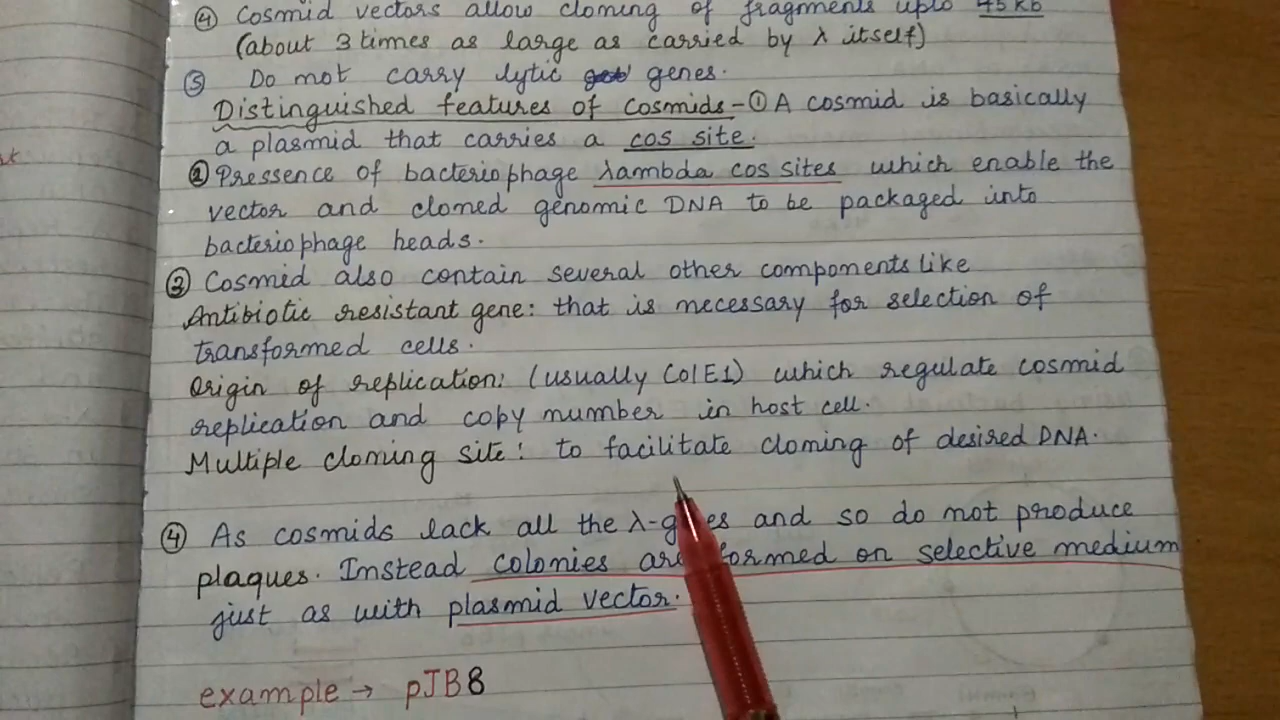 ④ Cosmid vectors allow cloning of fragments upto 45 kb
(about 3 times as large as carried by λ itself)
⑤ Do not carry lytic genes.
Distinguished features of Cosmids - ① A cosmid is basically
a plasmid that carries a cos site.
② Pressence of bacteriophage λambda cos sites which enable the
vector and cloned genomic DNA to be packaged into
bacteriophage heads.
③ Cosmid also contain several other components like
Antibiotic resistant gene: that is necessary for selection of
transformed cells.
Origin of replication: (usually ColE1) which regulate cosmid
replication and copy number in host cell.
Multiple cloning site: to facilitate cloning of desired DNA.
④ As cosmids lack all the λ-genes and so do not produce
plaques. Instead colonies are formed on selective medium
just as with plasmid vector.
example → pJB8